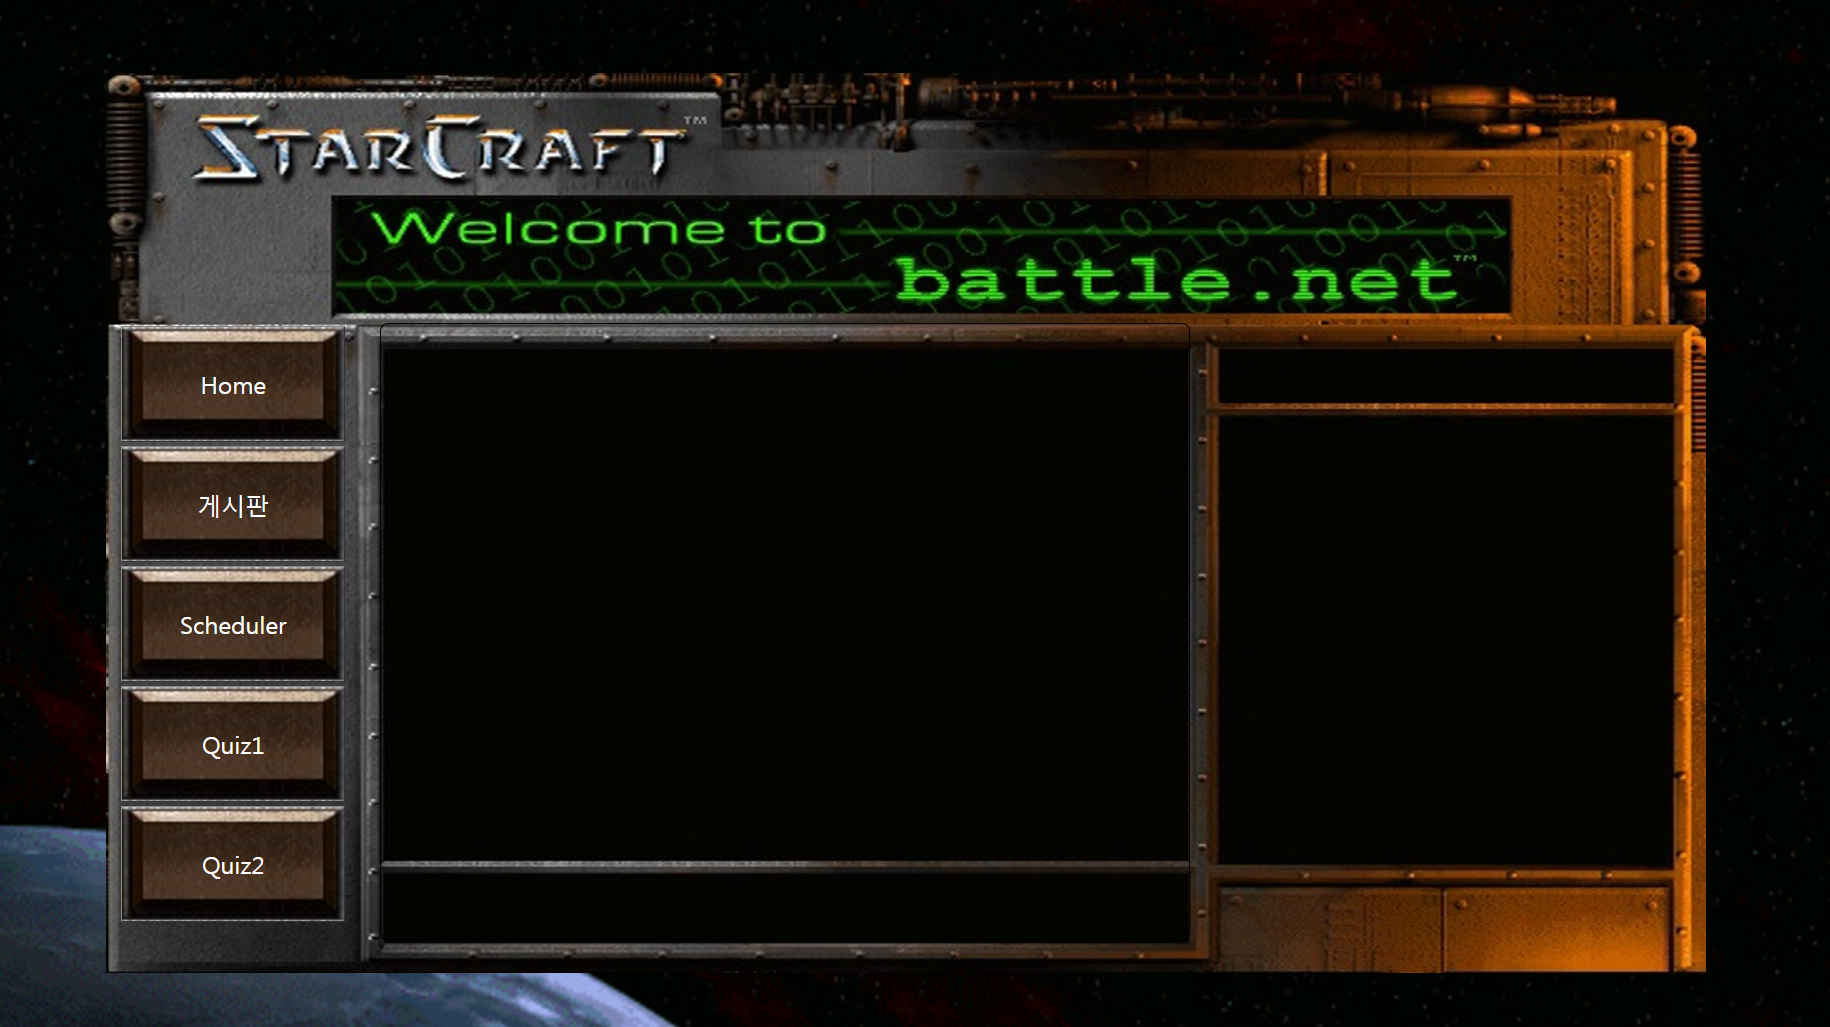 STARCRAFT™
Welcome to
battle.net™
Home
게시판
Scheduler
Quiz1
Quiz2